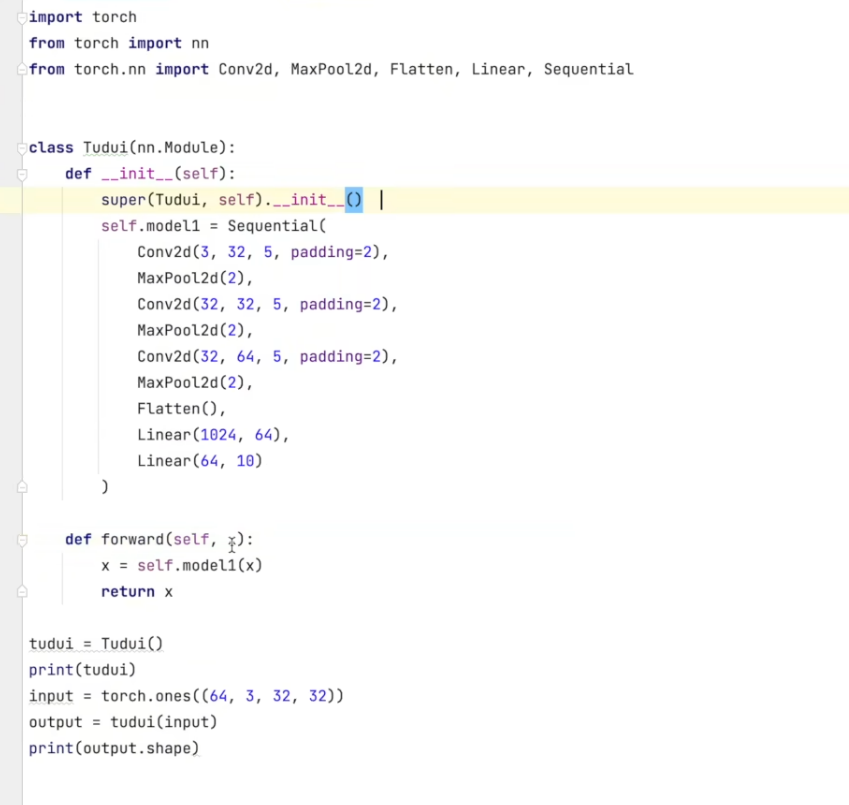 import torch
from torch import nn
from torch.nn import Conv2d, MaxPool2d, Flatten, Linear, Sequential
class Tudui(nn.Module):
def __init__(self):
super(Tudui, self).__init__()
self.model1 = Sequential(
Conv2d(3, 32, 5, padding=2),
MaxPool2d(2),
Conv2d(32, 32, 5, padding=2),
MaxPool2d(2),
Conv2d(32, 64, 5, padding=2),
MaxPool2d(2),
Flatten(),
Linear(1024, 64),
Linear(64, 10)
)
def forward(self, x):
x = self.model1(x)
return x
tudui = Tudui()
print(tudui)
input = torch.ones((64, 3, 32, 32))
output = tudui(input)
print(output.shape)